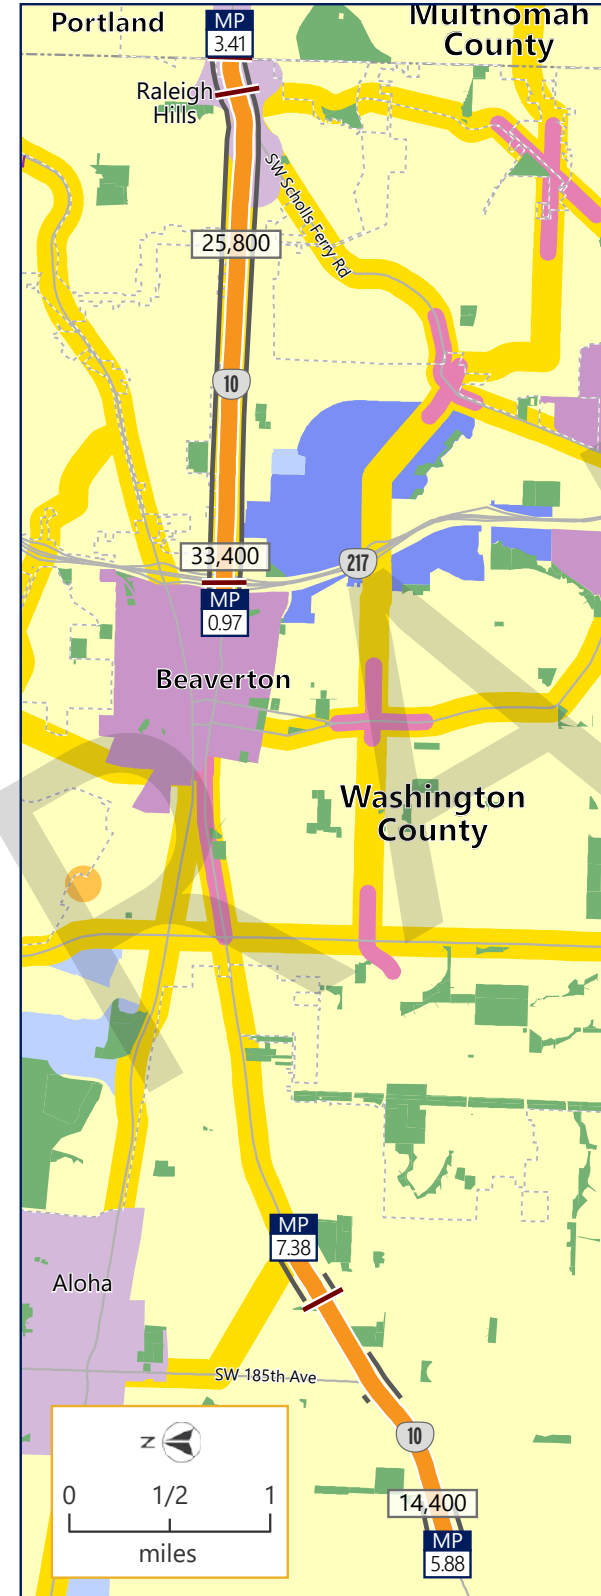 Portland
MP
3.41
Multnomah
County
Raleigh
Hills
SW Scholls Ferry Rd
25,800
10
33,400
217
MP
0.97
Beaverton
Washington
County
MP
7.38
Aloha
SW 185th Ave
10
N
0 1/2 1
miles
14,400
MP
5.88